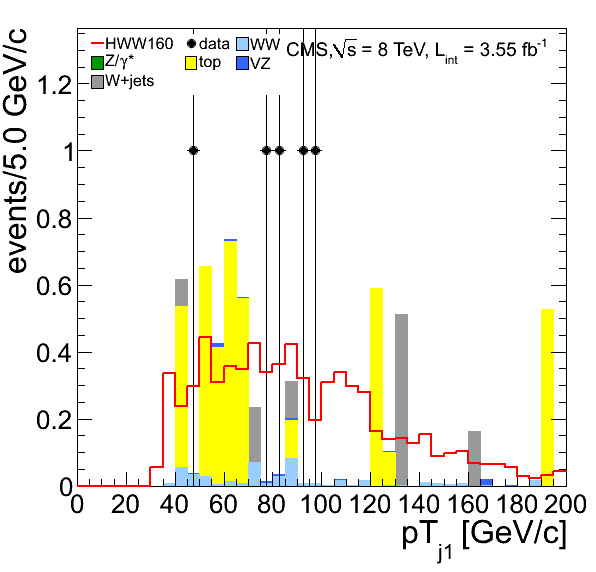 HWW160 data WW CMS,√s = 8 TeV, L_int = 3.55 fb⁻¹
Z/γ* top VZ
W+jets
events/5.0 GeV/c
1.2
1
0.8
0.6
0.4
0.2
0
0 20 40 60 80 100 120 140 160 180 200
pT_j1 [GeV/c]